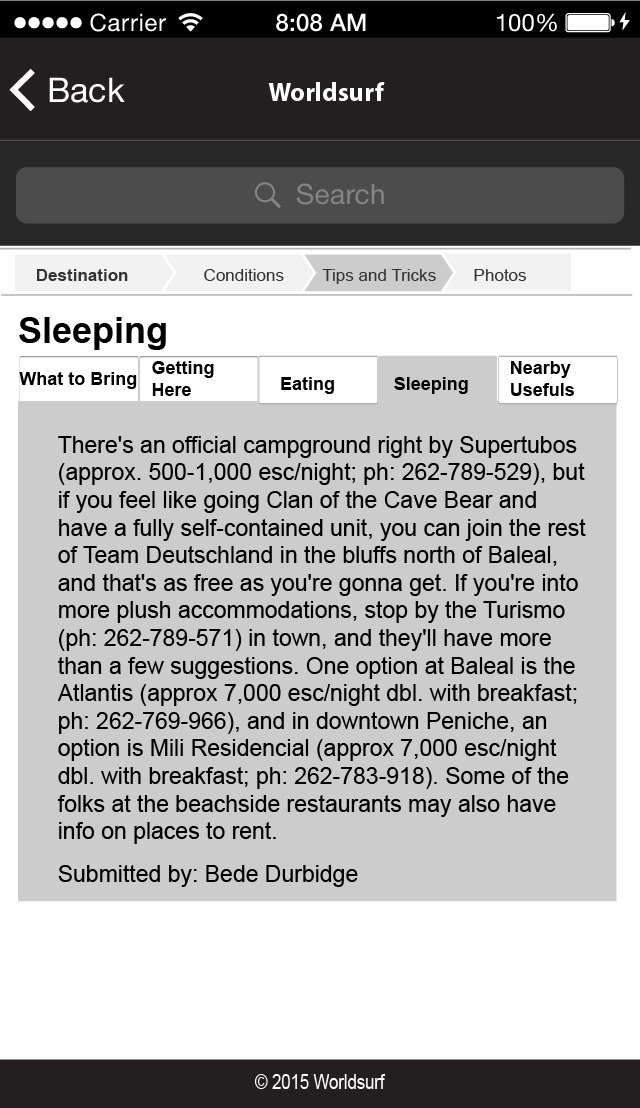 Carrier 8:08 AM 100%
Back Worldsurf
Search
Destination Conditions Tips and Tricks Photos
Sleeping
What to Bring Getting Here Eating Sleeping Nearby Usefuls
There's an official campground right by Supertubos
(approx. 500-1,000 esc/night; ph: 262-789-529), but
if you feel like going Clan of the Cave Bear and
have a fully self-contained unit, you can join the rest
of Team Deutschland in the bluffs north of Baleal,
and that's as free as you're gonna get. If you're into
more plush accommodations, stop by the Turismo
(ph: 262-789-571) in town, and they'll have more
than a few suggestions. One option at Baleal is the
Atlantis (approx 7,000 esc/night dbl. with breakfast;
ph: 262-769-966), and in downtown Peniche, an
option is Mili Residencial (approx 7,000 esc/night
dbl. with breakfast; ph: 262-783-918). Some of the
folks at the beachside restaurants may also have
info on places to rent.
Submitted by: Bede Durbidge
© 2015 Worldsurf